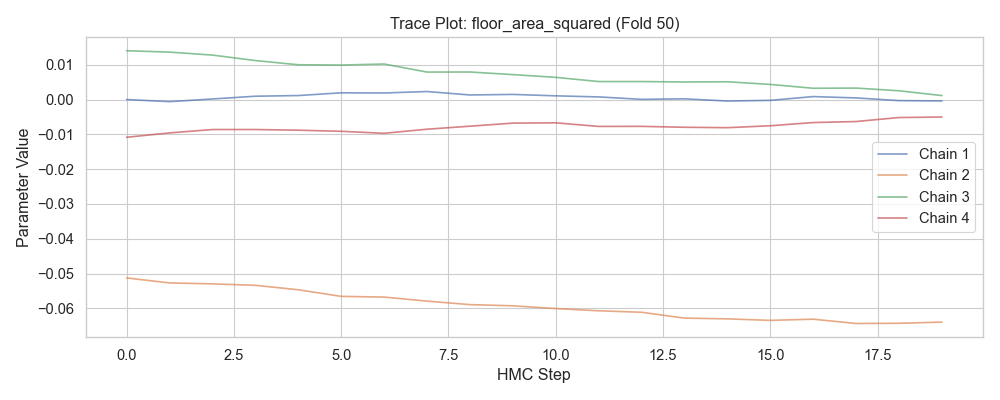 Trace Plot: floor_area_squared (Fold 50)
Parameter Value
0.01
0.00
−0.01
−0.02
−0.03
−0.04
−0.05
−0.06
Chain 1
Chain 2
Chain 3
Chain 4
0.0 2.5 5.0 7.5 10.0 12.5 15.0 17.5
HMC Step